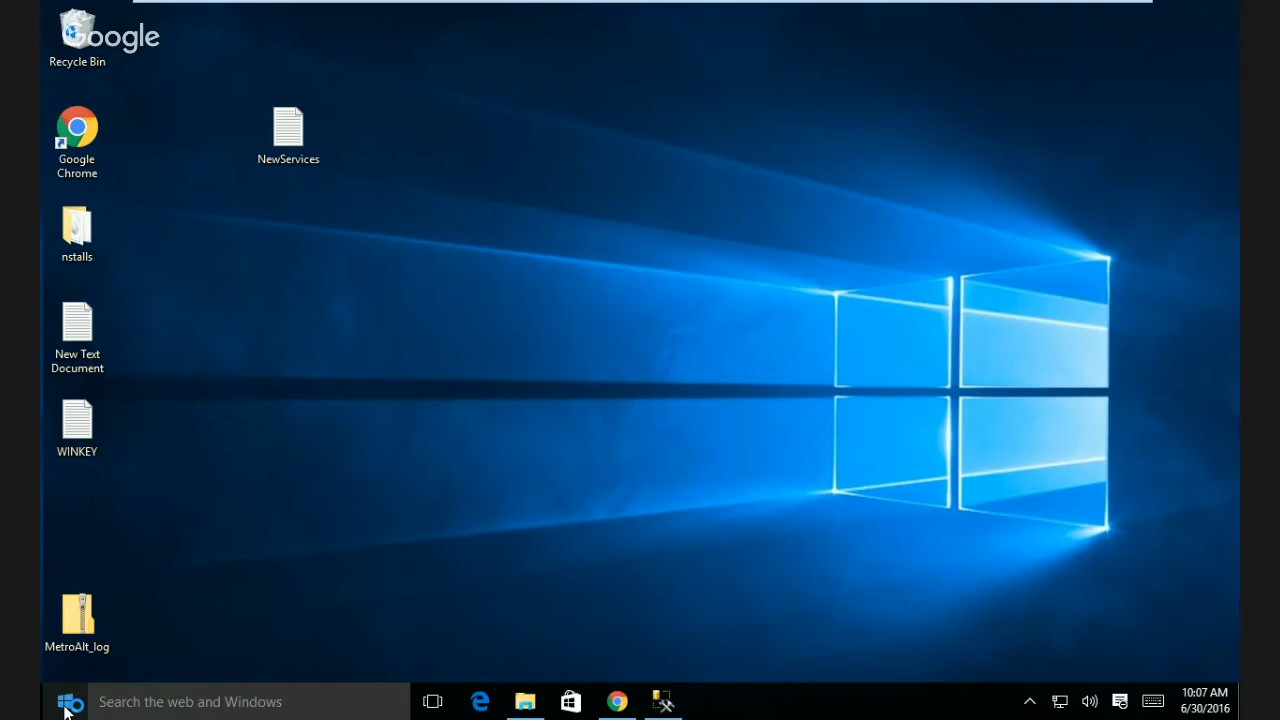 Google
Recycle Bin
Google
Chrome
NewServices
nstalls
New Text
Document
WINKEY
MetroAlt_log
Search the web and Windows
10:07 AM
6/30/2016